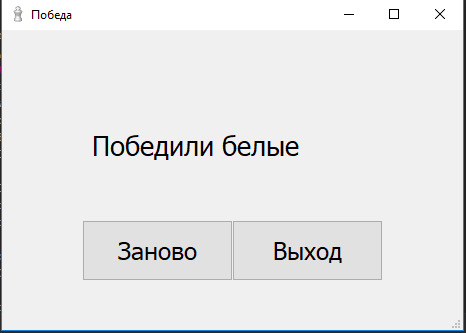 Победа
Победили белые
Заново
Выход